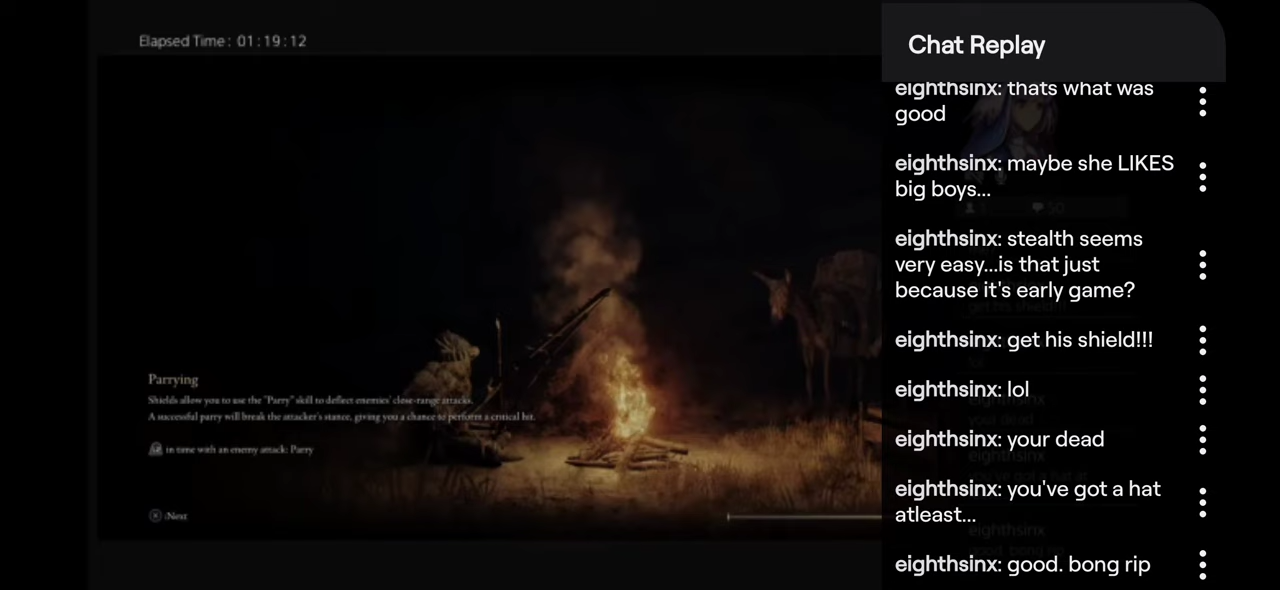 Elapsed Time: 01:19:12
Parrying
Shields allow you to use the "Parry" skill to deflect enemies' close-range attacks.
A successful parry will break the attacker's stance, giving you a chance to perform a critical hit.
in time with an enemy attack: Parry
:Next
Chat Replay
eighthsinx: thats what was
good
eighthsinx: maybe she LIKES
big boys...
eighthsinx: stealth seems
very easy...is that just
because it's early game?
eighthsinx: get his shield!!!
eighthsinx: lol
eighthsinx: your dead
eighthsinx: you've got a hat
atleast...
eighthsinx: good. bong rip